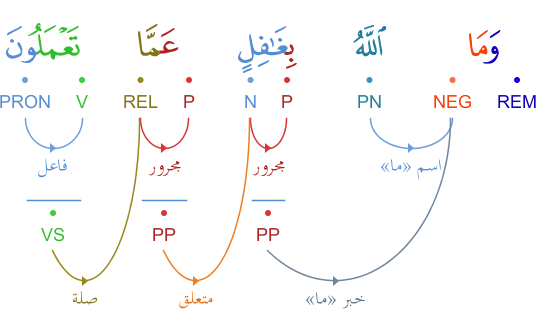 وَمَا ٱللَّهُ بِغَـٰفِلٍ عَمَّا تَعْمَلُونَ
REM NEG PN P N P REL V PRON
اسم «ما» مجرور مجرور فاعل
PP PP VS
خبر «ما» متعلق صلة